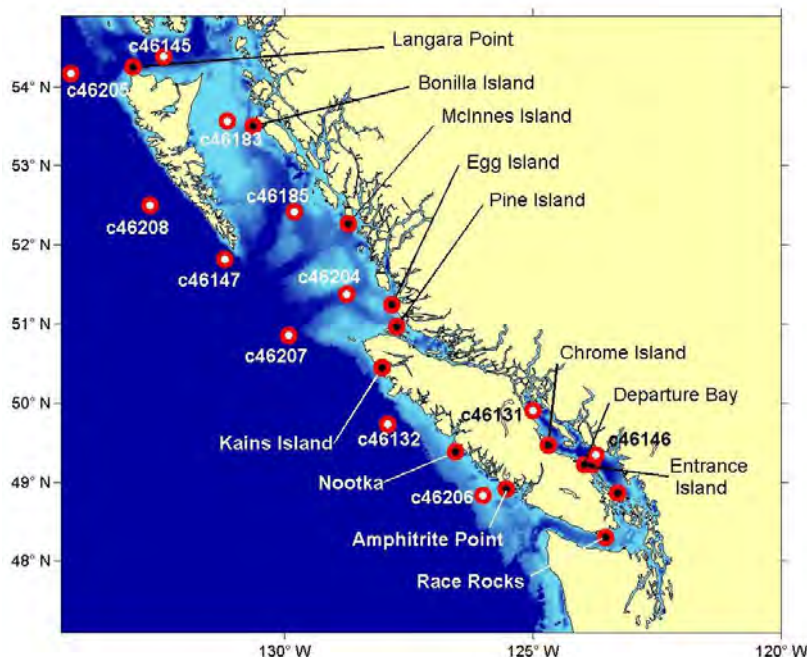 c46145
Langara Point
54° N
c46205
Bonilla Island
c46183
McInnes Island
53° N
Egg Island
c46185
Pine Island
c46208
52° N
c46147
c46204
51° N
c46207
Chrome Island
50° N
c46131
Departure Bay
c46132
c46146
Kains Island
Entrance
Island
49° N
Nootka
c46206
Amphitrite Point
48° N
Race Rocks
130° W
125° W
120° W